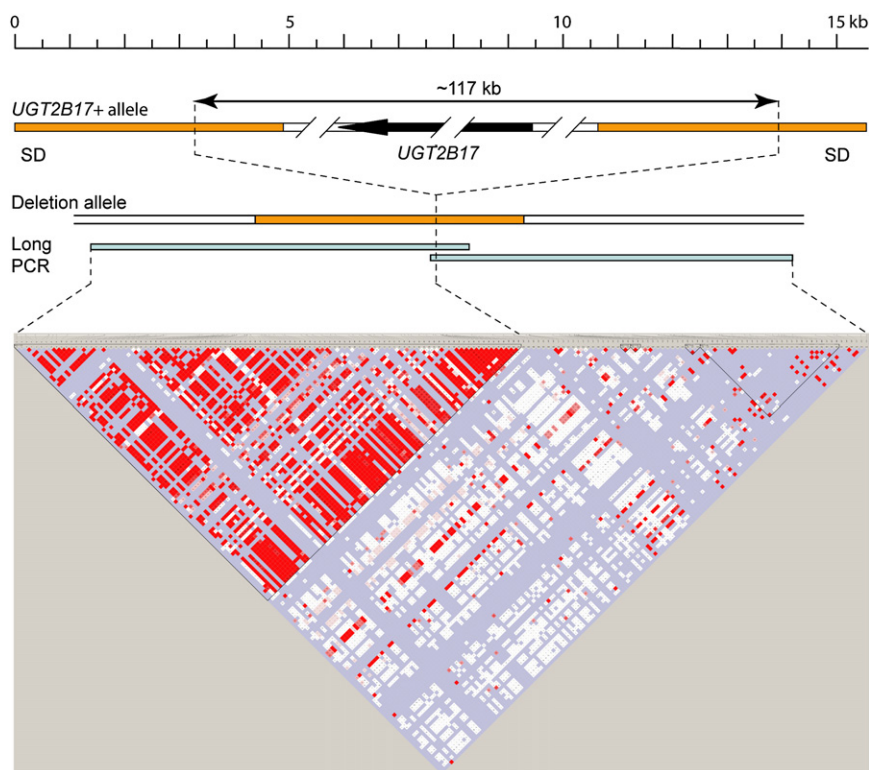 0 5 10 15 kb
~117 kb
UGT2B17+ allele
UGT2B17
SD SD
Deletion allele
Long
PCR